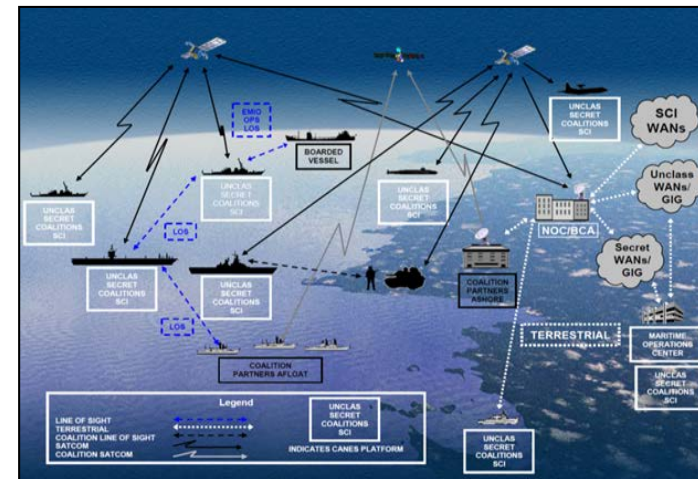 EMIO
OPS
LOS
BOARDED
VESSEL
UNCLAS
SECRET
COALITIONS
SCI
SCI
WANs
UNCLAS
SECRET
COALITIONS
SCI
UNCLAS
SECRET
COALITIONS
SCI
UNCLAS
SECRET
COALITIONS
SCI
Unclass
WANs/
GIG
LOS
NOC/BCA
Secret
WANs/
GIG
UNCLAS
SECRET
COALITIONS
SCI
UNCLAS
SECRET
COALITIONS
SCI
COALITION
PARTNERS
ASHORE
LOS
TERRESTRIAL
MARITIME
OPERATIONS
CENTER
COALITION
PARTNERS AFLOAT
UNCLAS
SECRET
COALITIONS
SCI
Legend
LINE OF SIGHT
TERRESTRIAL
COALITION LINE OF SIGHT
SATCOM
COALITION SATCOM
UNCLAS
SECRET
COALITIONS
SCI
INDICATES CANES PLATFORM
UNCLAS
SECRET
COALITIONS
SCI